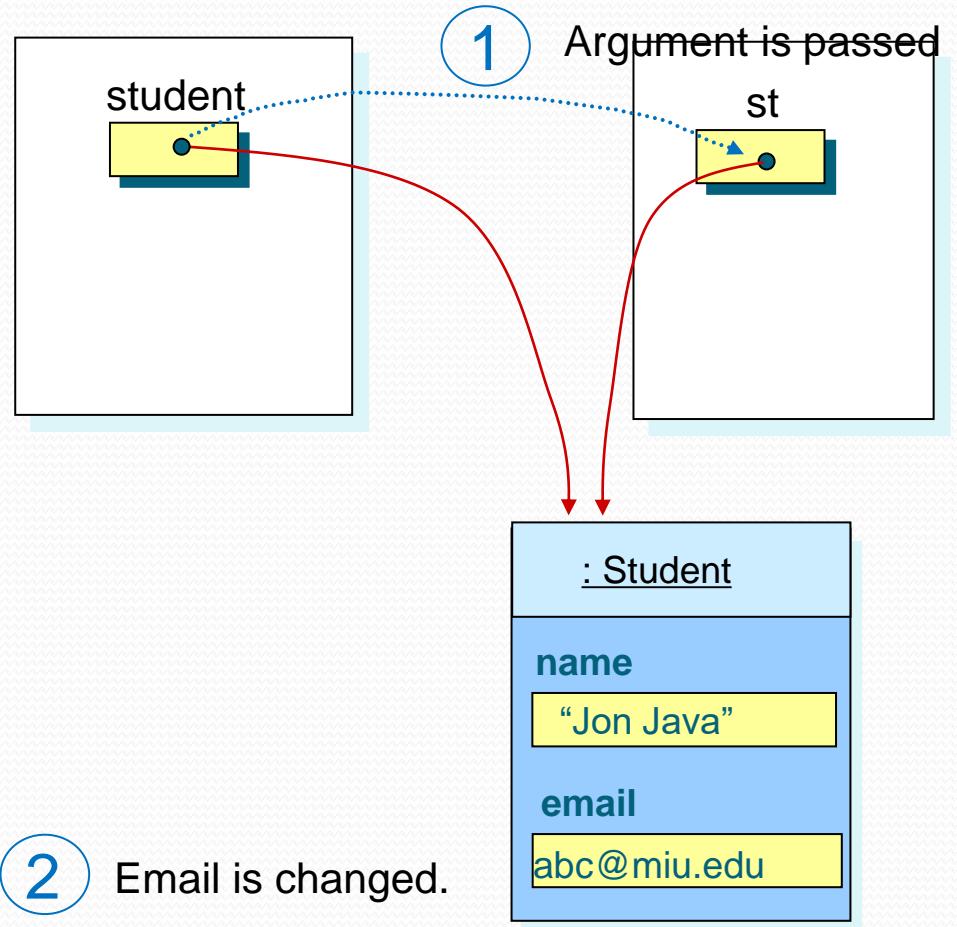 1 Argument is passed
student
st
: Student
name
“Jon Java”
email
abc@miu.edu
2 Email is changed.